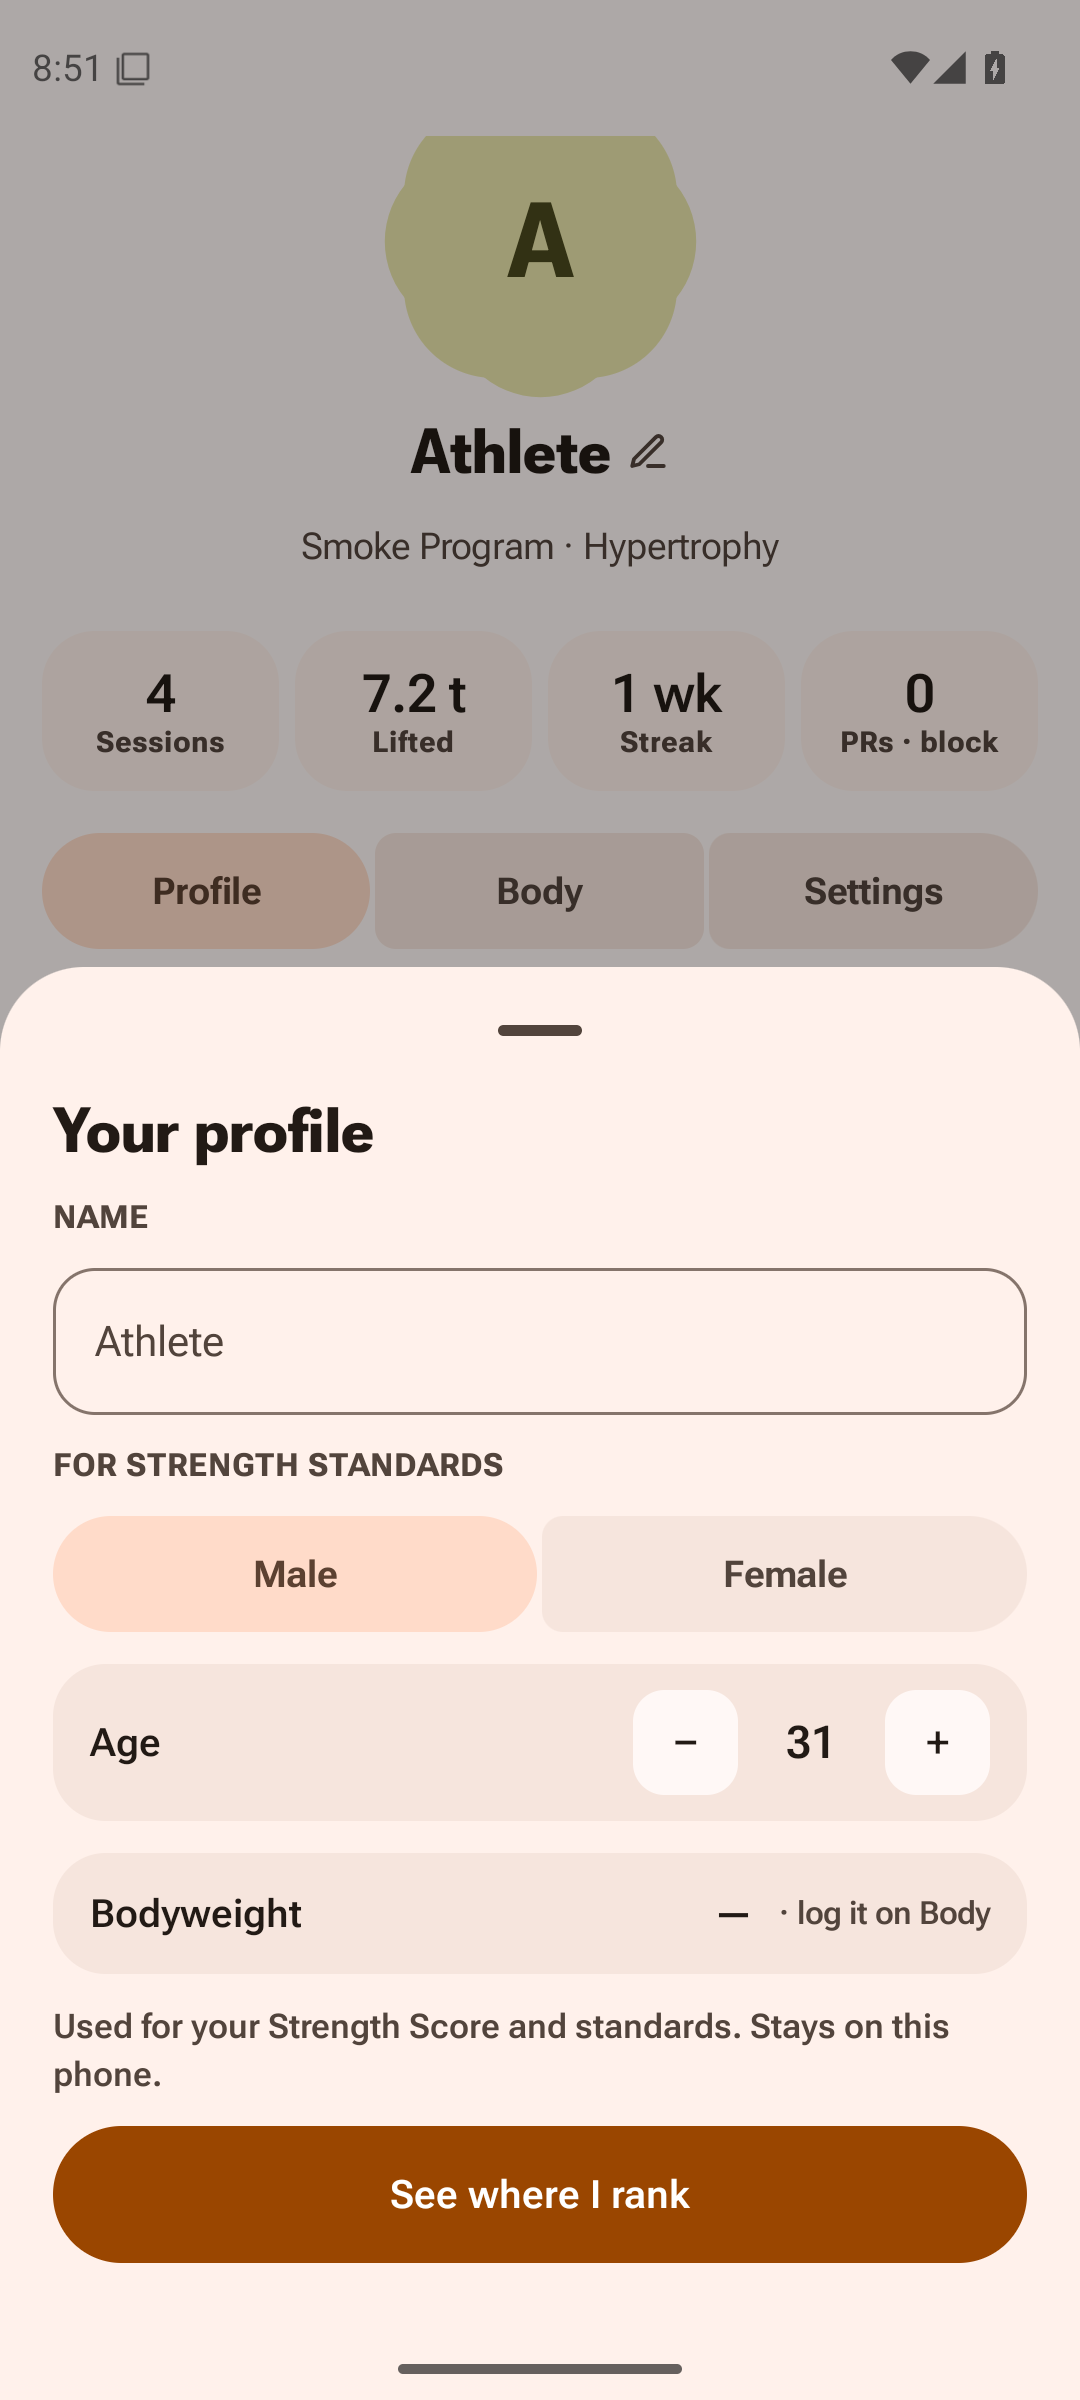 8:51
A
Athlete
Smoke Program · Hypertrophy
4
Sessions
7.2 t
Lifted
1 wk
Streak
0
PRs · block
Profile
Body
Settings
Your profile
NAME
Athlete
FOR STRENGTH STANDARDS
Male
Female
Age
− 31 +
Bodyweight
— · log it on Body
Used for your Strength Score and standards. Stays on this
phone.
See where I rank